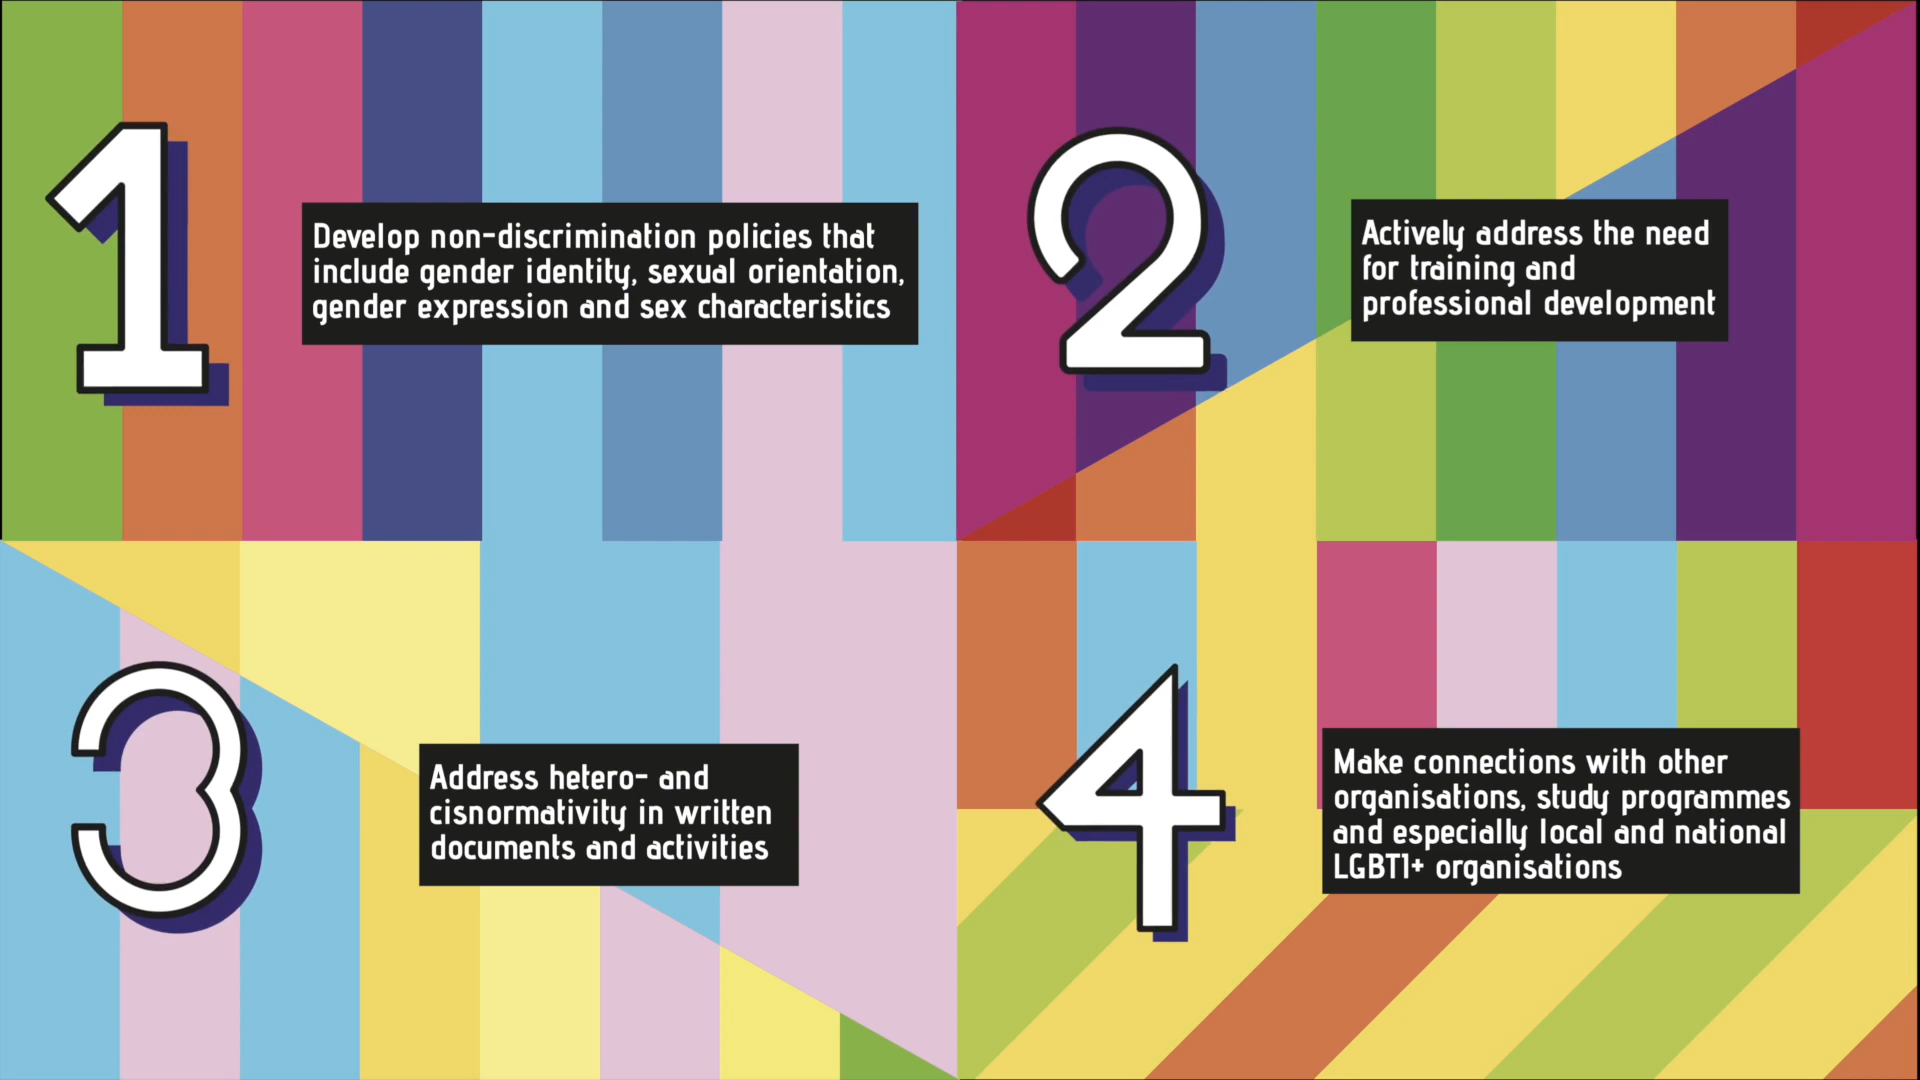 1
Develop non-discrimination policies that
include gender identity, sexual orientation,
gender expression and sex characteristics
2
Actively address the need
for training and
professional development
3
Address hetero- and
cisnormativity in written
documents and activities
4
Make connections with other
organisations, study programmes
and especially local and national
LGBTI+ organisations